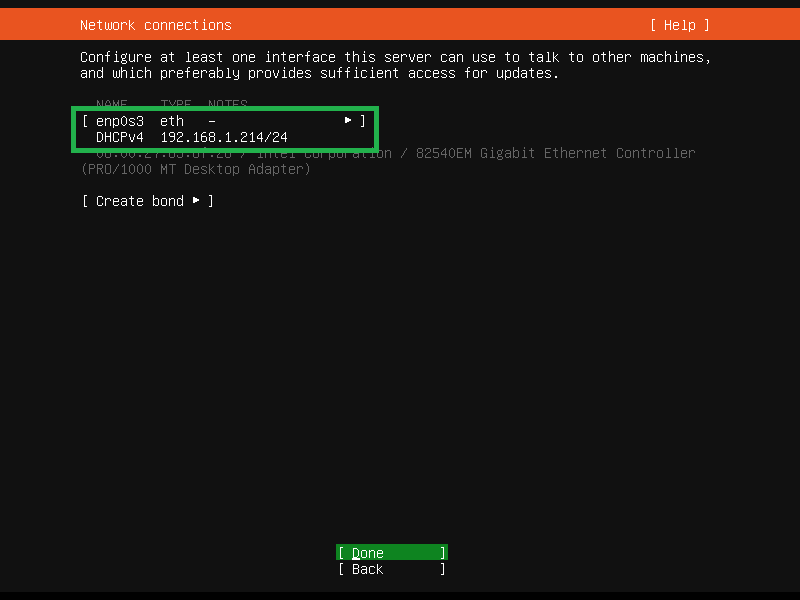 Network connections [ Help ]
Configure at least one interface this server can use to talk to other machines,
and which preferably provides sufficient access for updates.
NAME TYPE NOTES
[ enp0s3 eth - ▸ ]
DHCPv4 192.168.1.214/24
/ Intel Corporation / 82540EM Gigabit Ethernet Controller
(PRO/1000 MT Desktop Adapter)
[ Create bond ▸ ]
[ Done ]
[ Back ]